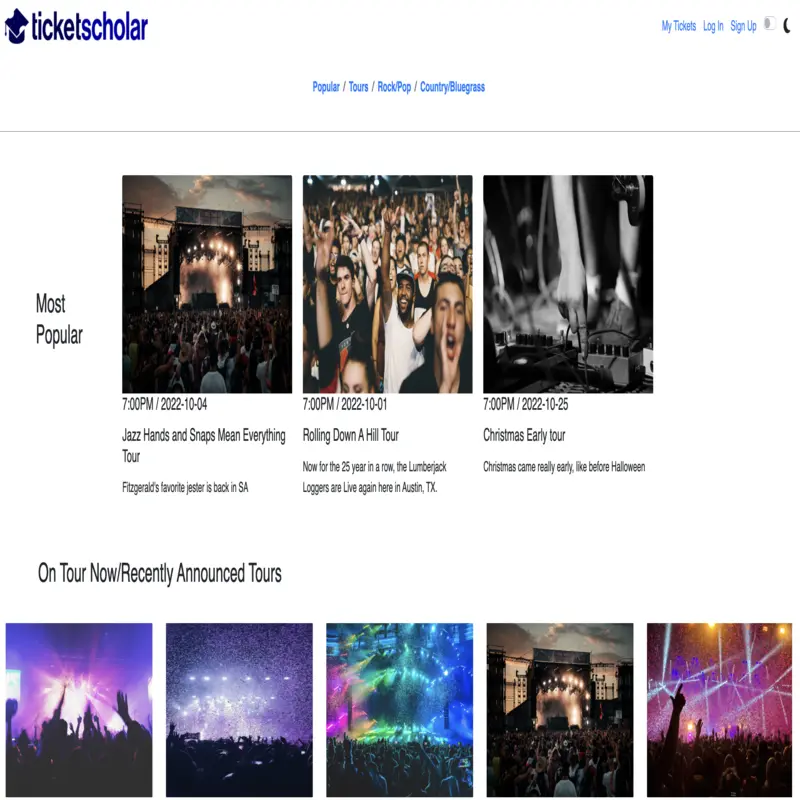 ticketscholar
My Tickets Log In Sign Up
Popular / Tours / Rock/Pop / Country/Bluegrass
Most
Popular
7:00PM / 2022-10-04
Jazz Hands and Snaps Mean Everything
Tour
Fitzgerald's favorite jester is back in SA
7:00PM / 2022-10-01
Rolling Down A Hill Tour
Now for the 25 year in a row, the Lumberjack
Loggers are Live again here in Austin, TX.
7:00PM / 2022-10-25
Christmas Early tour
Christmas came really early, like before Halloween
On Tour Now/Recently Announced Tours